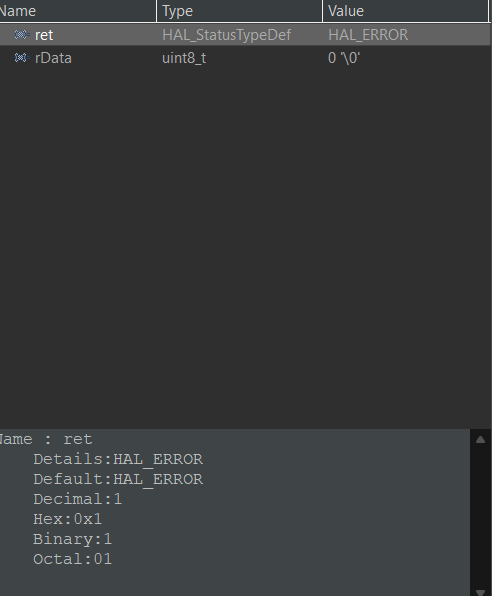 Name Type Value
ret HAL_StatusTypeDef HAL_ERROR
rData uint8_t 0 '\0'
Name : ret
Details:HAL_ERROR
Default:HAL_ERROR
Decimal:1
Hex:0x1
Binary:1
Octal:01